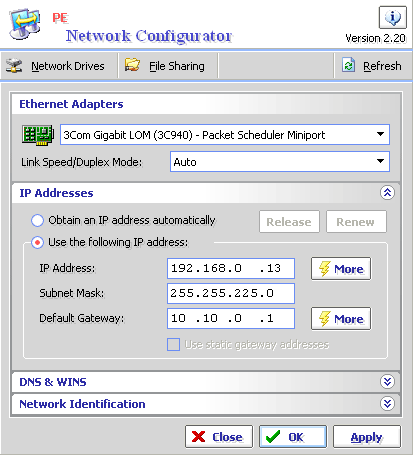 PE
Network Configurator
Version 2.20
Network Drives File Sharing Refresh
Ethernet Adapters
3Com Gigabit LOM (3C940) - Packet Scheduler Miniport
Link Speed/Duplex Mode: Auto
IP Addresses
Obtain an IP address automatically Release Renew
Use the following IP address:
IP Address: 192.168.0 .13 More
Subnet Mask: 255.255.225.0
Default Gateway: 10 .10 .0 .1 More
Use static gateway addresses
DNS & WINS
Network Identification
Close OK Apply